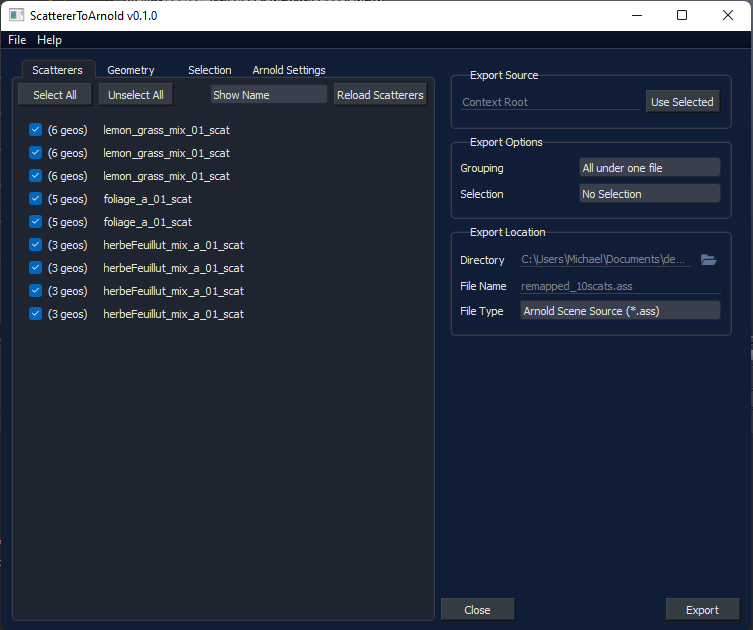 ScattererToArnold v0.1.0
File Help
Scatterers Geometry Selection Arnold Settings
Select All Unselect All Show Name Reload Scatterers
(6 geos) lemon_grass_mix_01_scat
(6 geos) lemon_grass_mix_01_scat
(6 geos) lemon_grass_mix_01_scat
(5 geos) foliage_a_01_scat
(5 geos) foliage_a_01_scat
(3 geos) herbeFeuillut_mix_a_01_scat
(3 geos) herbeFeuillut_mix_a_01_scat
(3 geos) herbeFeuillut_mix_a_01_scat
(3 geos) herbeFeuillut_mix_a_01_scat
Export Source
Context Root Use Selected
Export Options
Grouping All under one file
Selection No Selection
Export Location
Directory C:\Users\Michael\Documents\de...
File Name remapped_10scats.ass
File Type Arnold Scene Source (*.ass)
Close Export